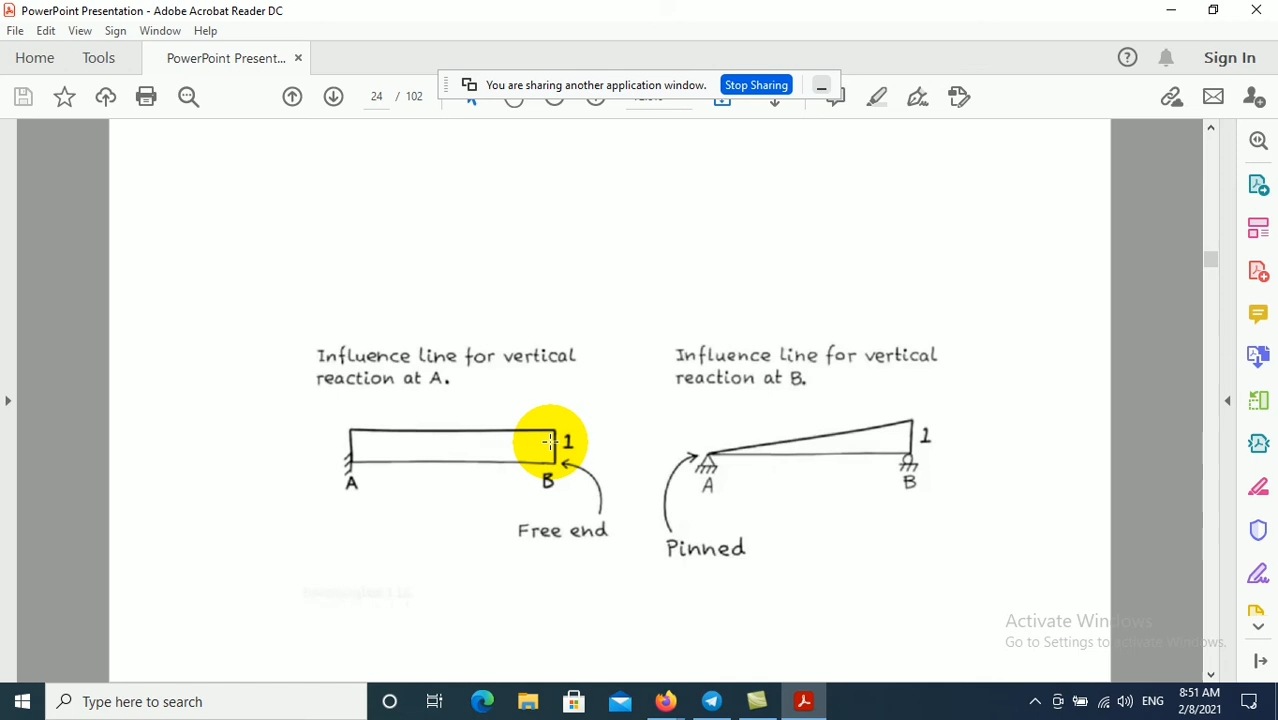 PowerPoint Presentation - Adobe Acrobat Reader DC
File Edit View Sign Window Help
Home Tools PowerPoint Present... Sign In
You are sharing another application window. Stop Sharing
24 / 102
Influence line for vertical
reaction at A.
1
A
B
Free end
Influence line for vertical
reaction at B.
1
A
B
Pinned
Activate Windows
Go to Settings to activate Windows.
Type here to search
ENG
8:51 AM
2/8/2021